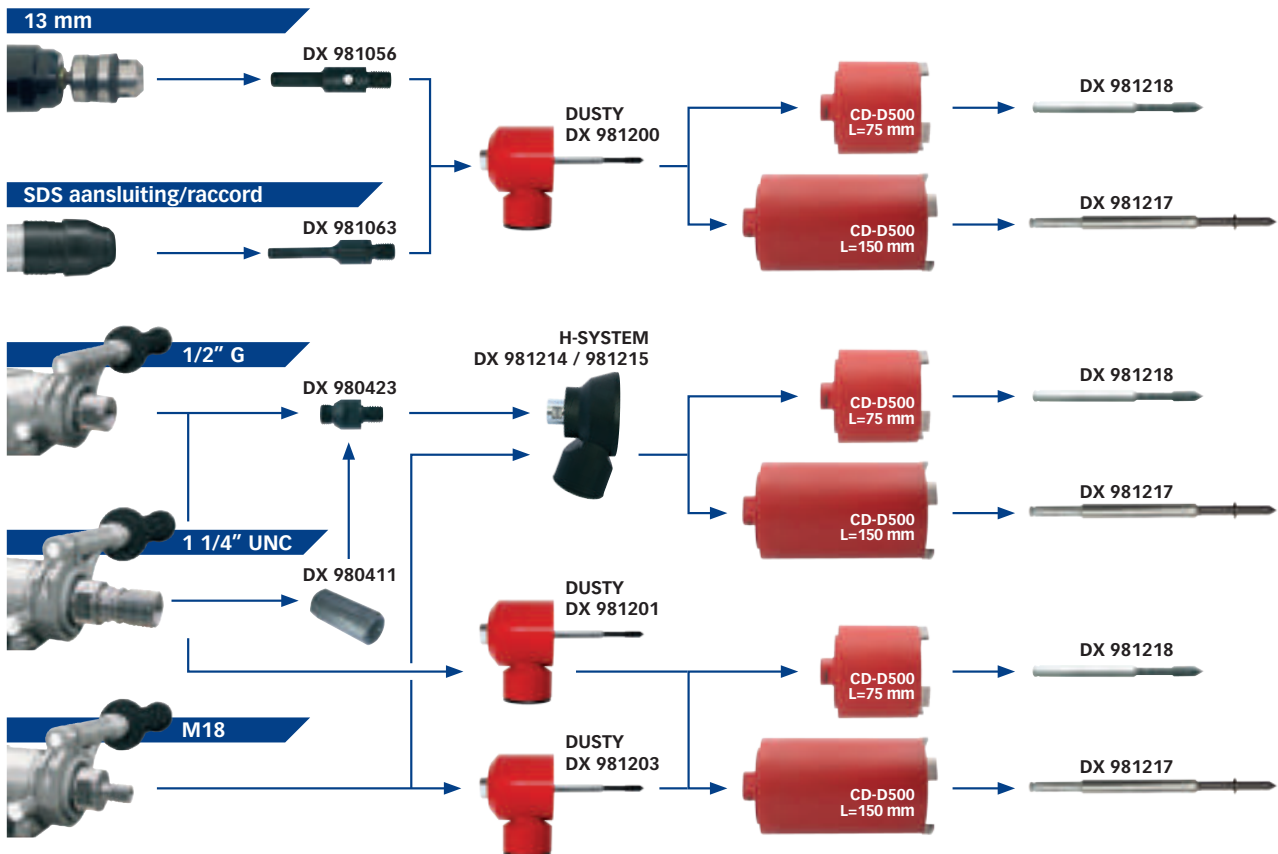 13 mm
DX 981056
DUSTY
DX 981200
CD-D500
L=75 mm
DX 981218
SDS aansluiting/raccord
DX 981063
CD-D500
L=150 mm
DX 981217
1/2" G
DX 980423
H-SYSTEM
DX 981214 / 981215
CD-D500
L=75 mm
DX 981218
CD-D500
L=150 mm
DX 981217
1 1/4" UNC
DX 980411
DUSTY
DX 981201
CD-D500
L=75 mm
DX 981218
M18
DUSTY
DX 981203
CD-D500
L=150 mm
DX 981217